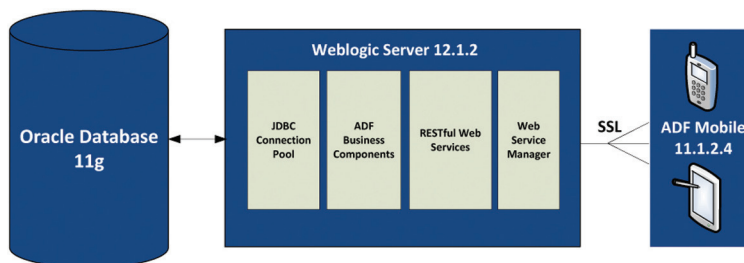 Oracle Database
11g
Weblogic Server 12.1.2
JDBC
Connection
Pool
ADF
Business
Components
RESTful Web
Services
Web
Service
Manager
SSL
ADF Mobile
11.1.2.4